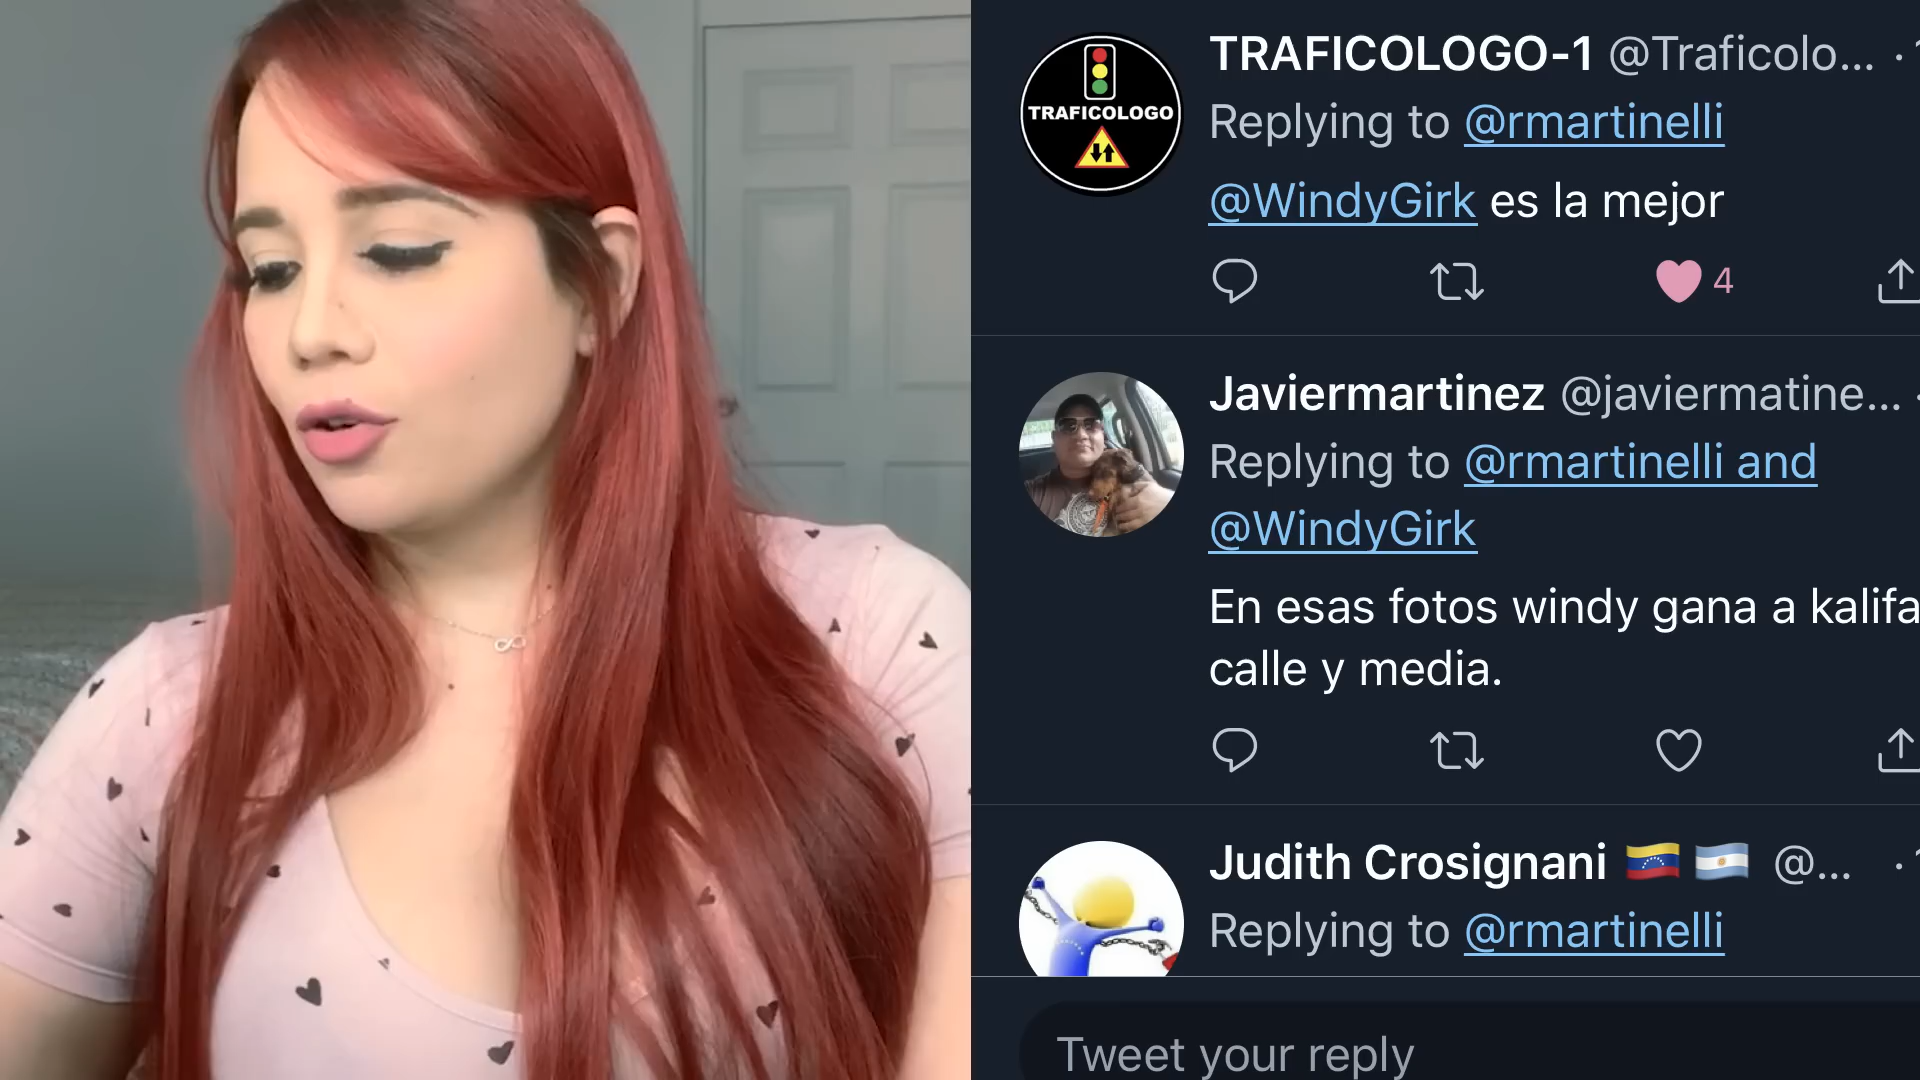 TRAFICOLOGO-1 @Traficolo... ·
TRAFICOLOGO
Replying to @rmartinelli
@WindyGirk es la mejor
4
Javiermartinez @javiermatine...
Replying to @rmartinelli and
@WindyGirk
En esas fotos windy gana a kalifa
calle y media.
Judith Crosignani 🇻🇪 🇦🇷 @... ·
Replying to @rmartinelli
Tweet your reply